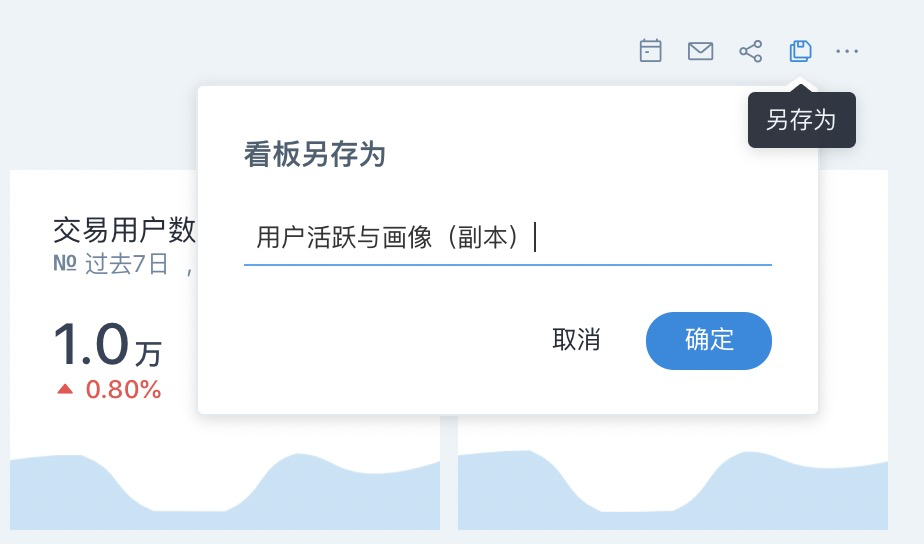 另存为
看板另存为
用户活跃与画像（副本）
取消
确定
交易用户数
№ 过去7日 ,
1.0万
0.80%